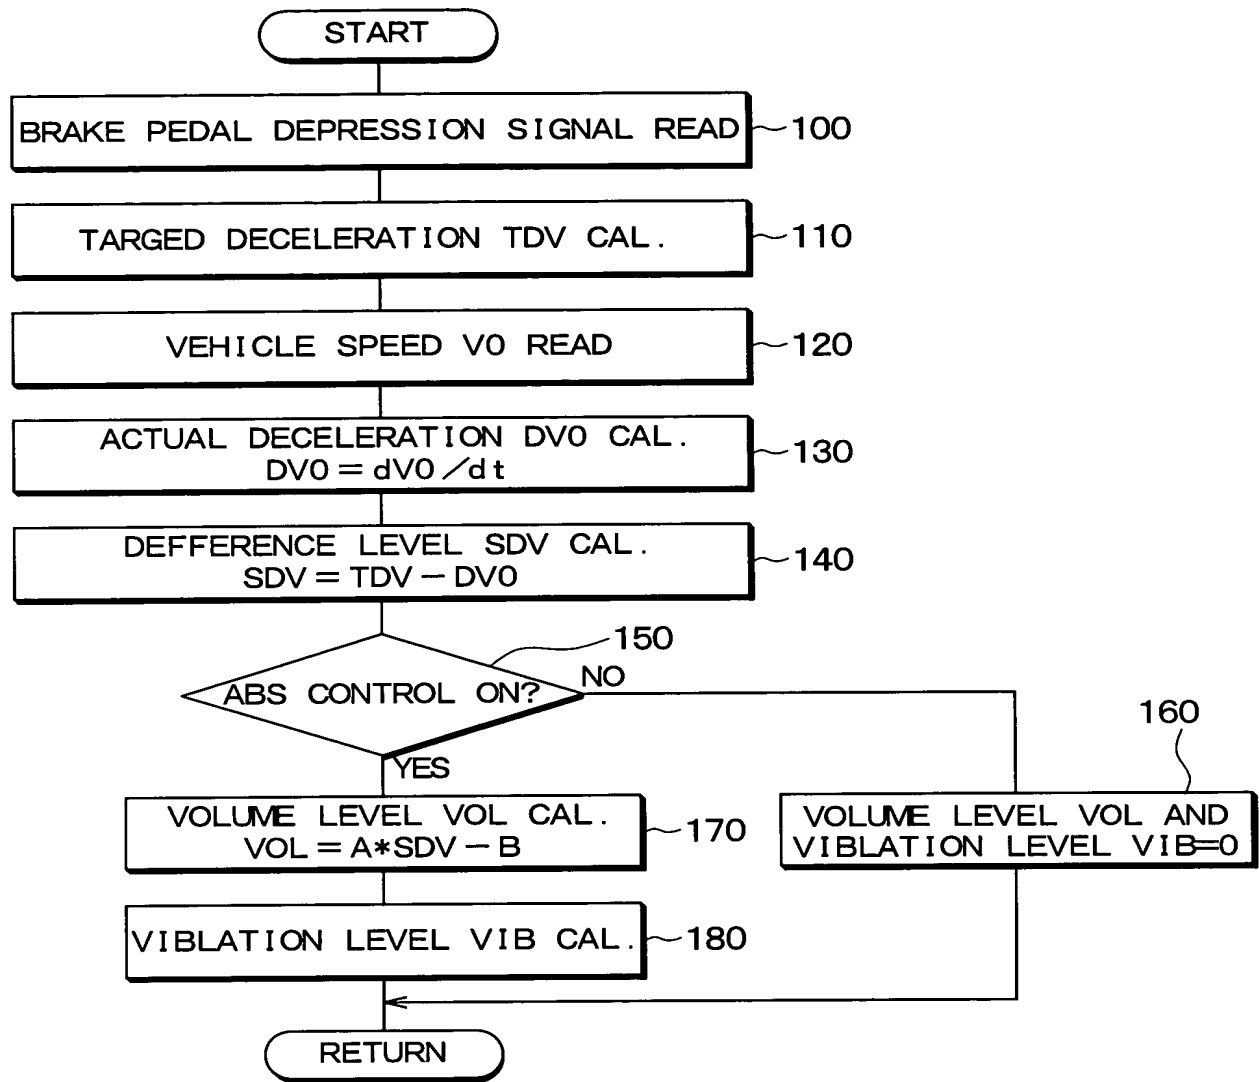 START
BRAKE PEDAL DEPRESSION SIGNAL READ
100
TARGED DECELERATION TDV CAL.
110
VEHICLE SPEED V0 READ
120
ACTUAL DECELERATION DV0 CAL.
DV0=dV0/dt
130
DEFFERENCE LEVEL SDV CAL.
SDV=TDV-DV0
140
150
ABS CONTROL ON?
NO
YES
160
VOLUME LEVEL VOL AND
VIBLATION LEVEL VIB=0
VOLUME LEVEL VOL CAL.
VOL=A*SDV-B
170
VIBLATION LEVEL VIB CAL.
180
RETURN